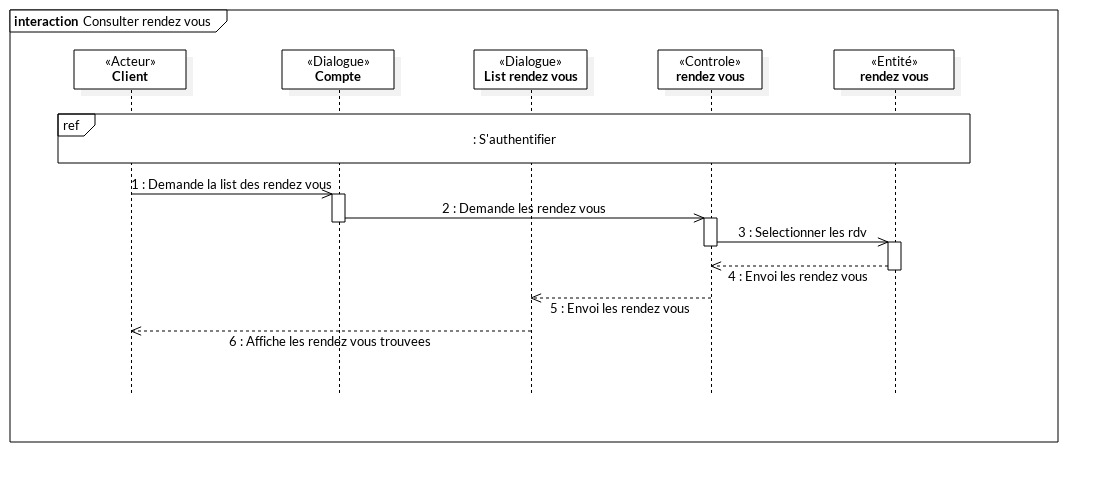 interaction Consulter rendez vous
«Acteur»
Client
«Dialogue»
Compte
«Dialogue»
List rendez vous
«Controle»
rendez vous
«Entité»
rendez vous
ref
: S'authentifier
1 : Demande la list des rendez vous
2 : Demande les rendez vous
3 : Selectionner les rdv
4 : Envoi les rendez vous
5 : Envoi les rendez vous
6 : Affiche les rendez vous trouvees